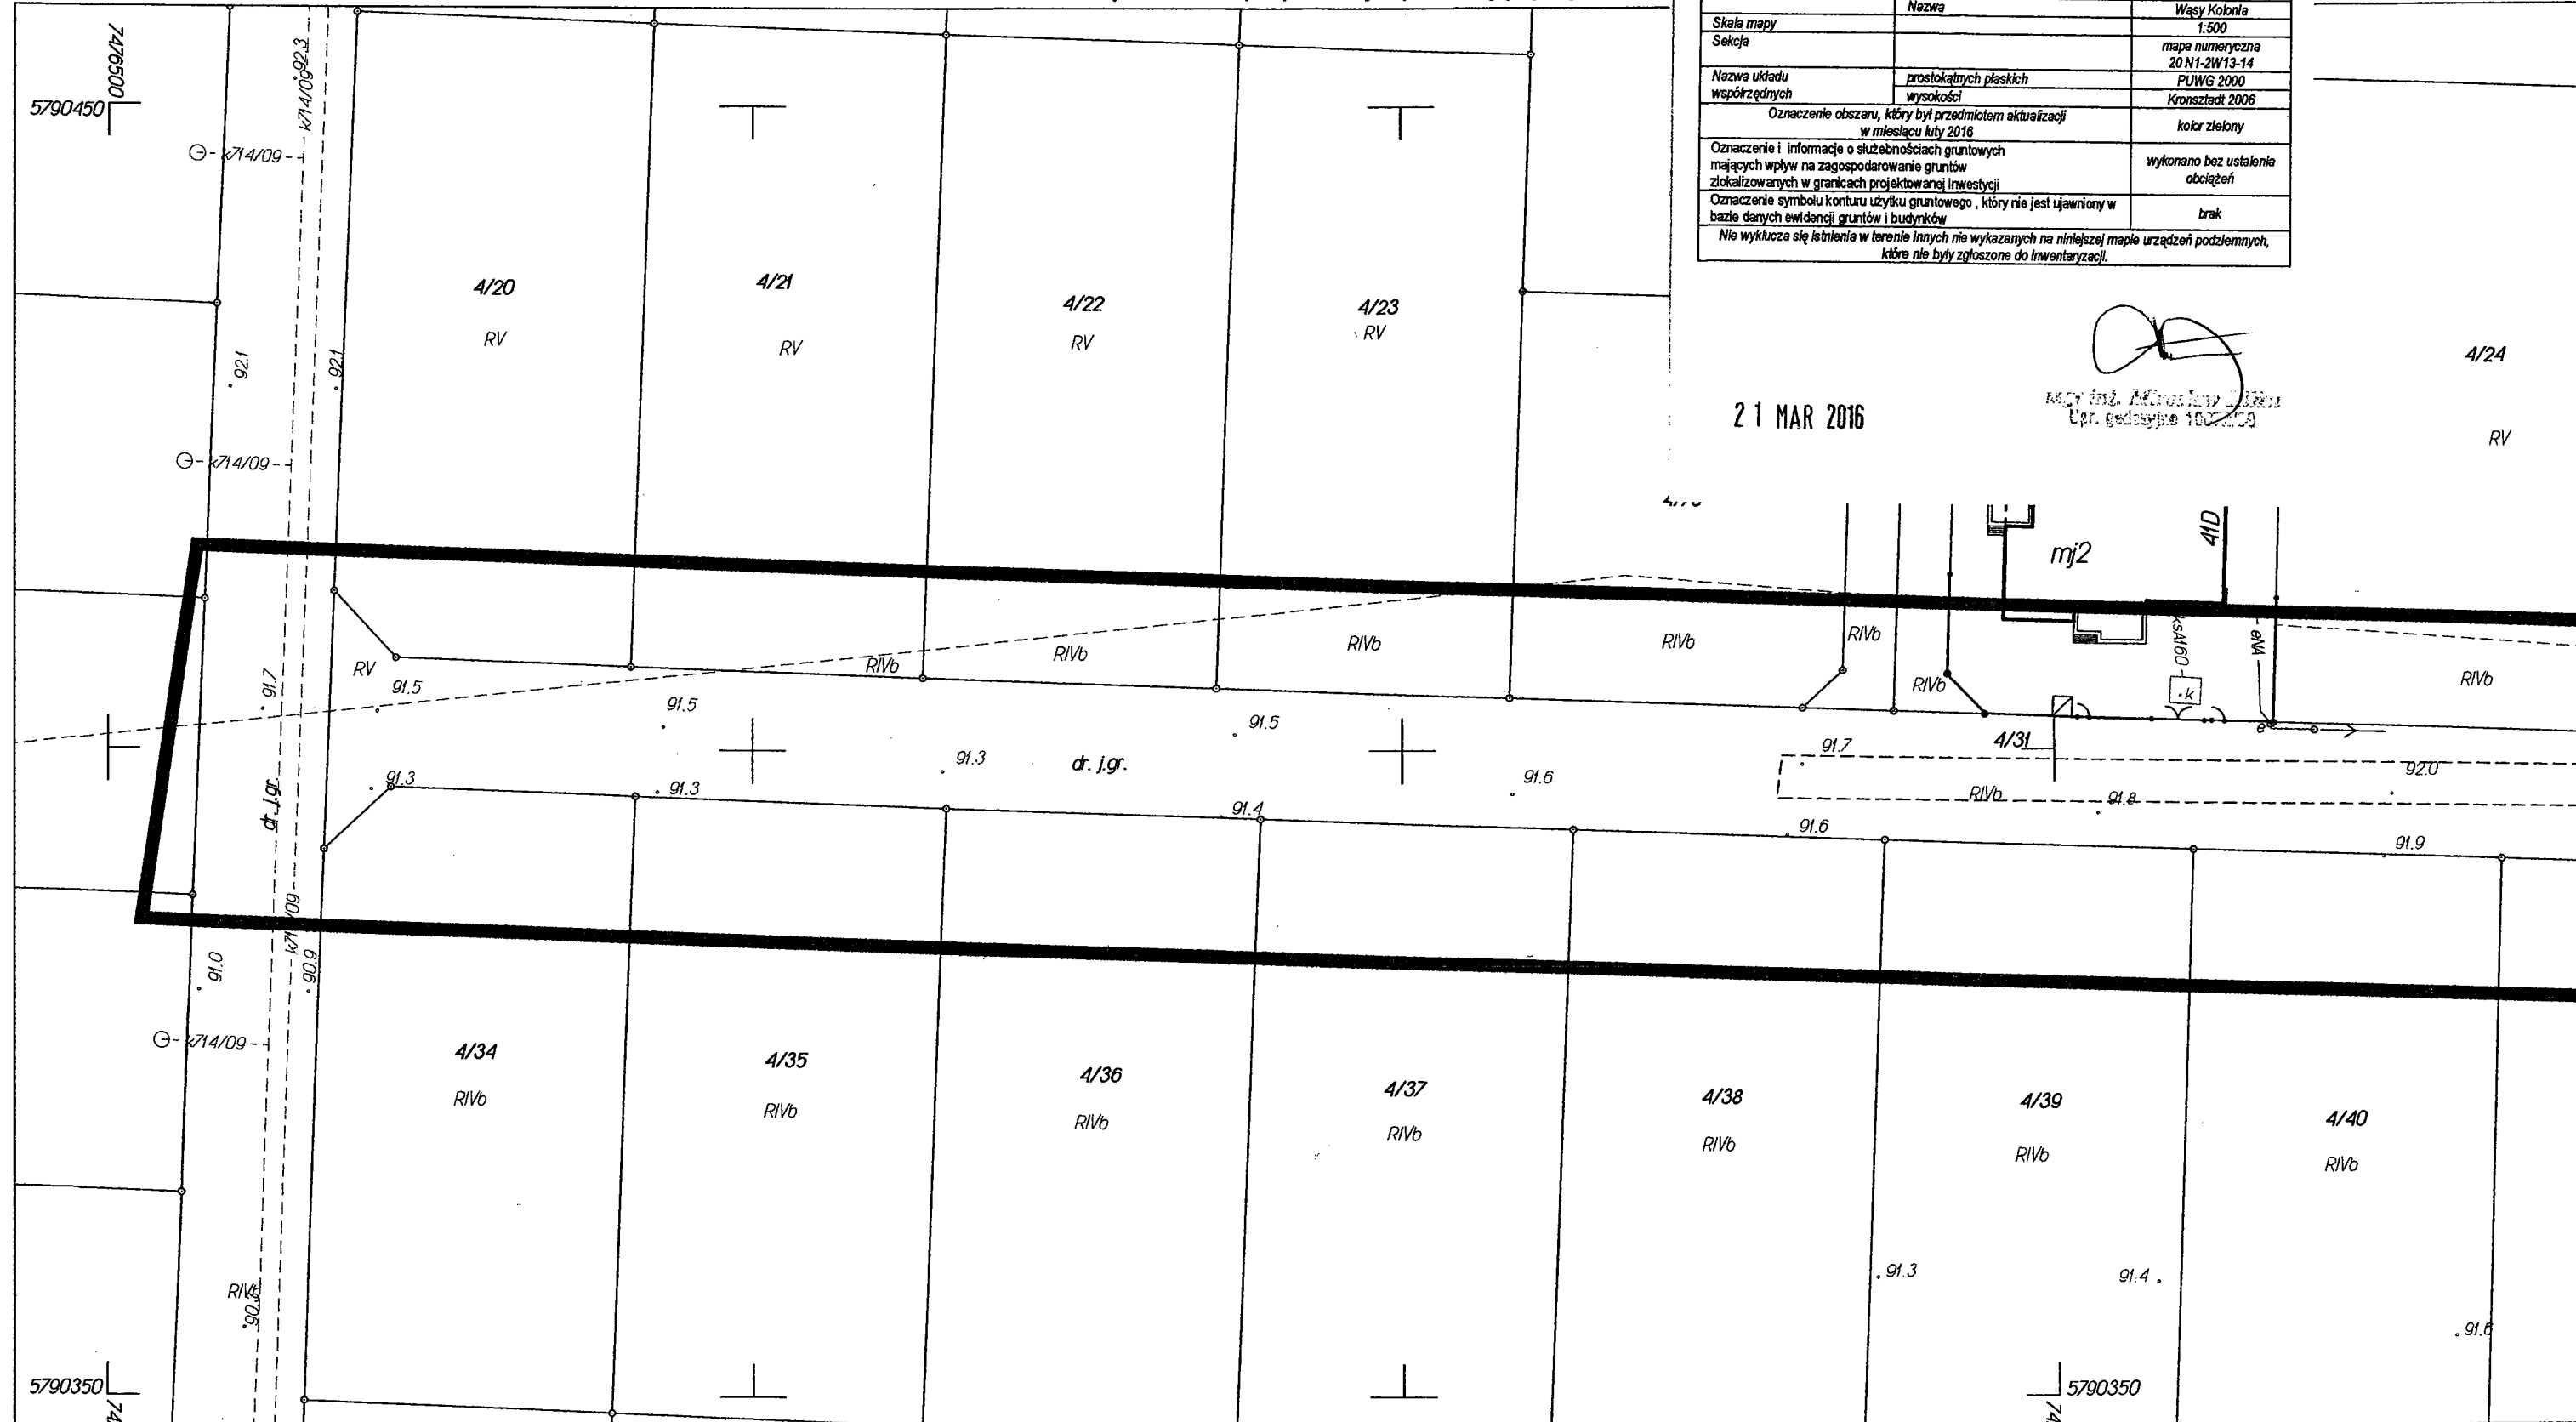 Nazwa
Wąsy Kolonia
Skala mapy
1:500
Sekcja
mapa numeryczna
20 N1-2W13-14
Nazwa układu
współrzędnych
prostokątnych płaskich
PUWG 2000
wysokości
Kronsztadt 2006
Oznaczenie obszaru, który był przedmiotem aktualizacji
w miesiącu luty 2016
kolor zielony
Oznaczenie i informacje o służebnościach gruntowych
mających wpływ na zagospodarowanie gruntów
zlokalizowanych w granicach projektowanej Inwestycji
wykonano bez ustalenia
obciążeń
Oznaczenie symbolu konturu użytku gruntowego , który nie jest ujawniony w
bazie danych ewidencji gruntów i budynków
brak
Nie wyklucza się istnienia w terenie innych nie wykazanych na niniejszej mapie urządzeń podziemnych,
które nie były zgłoszone do Inwentaryzacji.
21 MAR 2016
mgr inż.
Upr. geodezyjne
7476500
5790450
92.3
k714/09
k714/09
92.1
92.1
k714/09
4/20
RV
4/21
RV
4/22
RV
4/23
RV
4/24
RV
mj2
41D
ksA160
eNA
k
e
RV
RIVb
RIVb
RIVb
RIVb
RIVb
RIVb
RIVb
91.7
91.5
91.5
91.5
91.3
dr. j.gr.
91.6
91.7
4/31
92.0
RIVb
91.8
dr. j.gr.
91.3
91.3
91.4
91.6
91.9
k714/09
91.0
90.9
k714/09
4/34
RIVb
4/35
RIVb
4/36
RIVb
4/37
RIVb
4/38
RIVb
4/39
RIVb
4/40
RIVb
91.3
91.4
91.6
RIVb
5790350
5790350